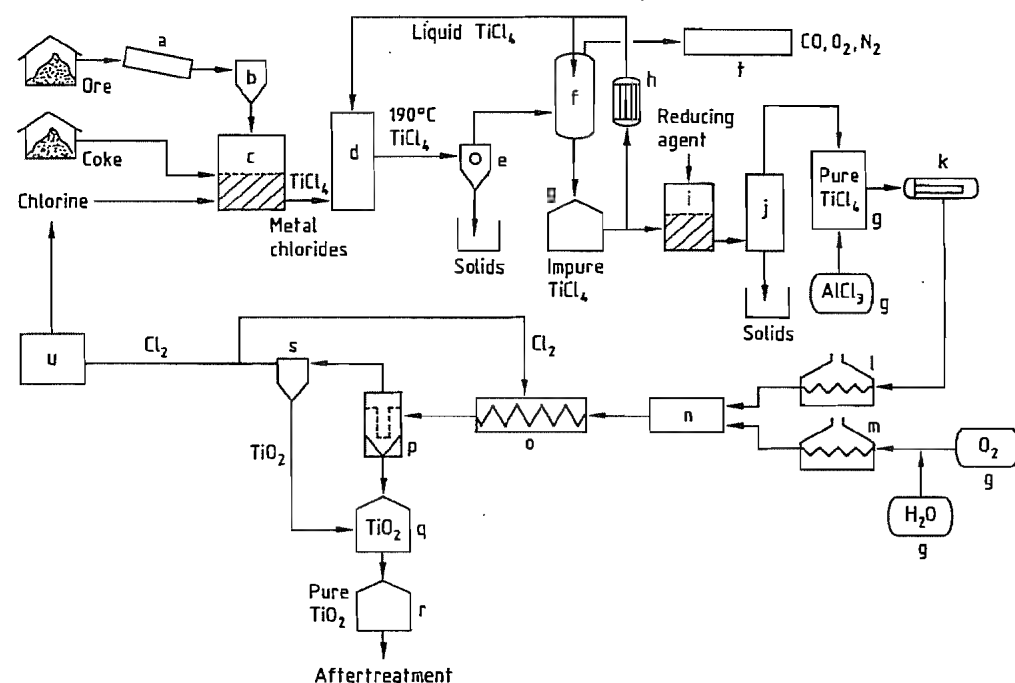 a
Ore
b
Coke
Chlorine
c
TiCl4
Metal
chlorides
d
Liquid TiCl4
190°C
TiCl4
e
Solids
f
CO, O2, N2
t
h
g
Impure
TiCl4
Reducing
agent
i
j
Solids
Pure
TiCl4
g
AlCl3
g
k
l
m
O2
g
H2O
g
n
Cl2
o
p
s
Cl2
u
TiO2
TiO2
q
Pure
TiO2
r
Aftertreatment